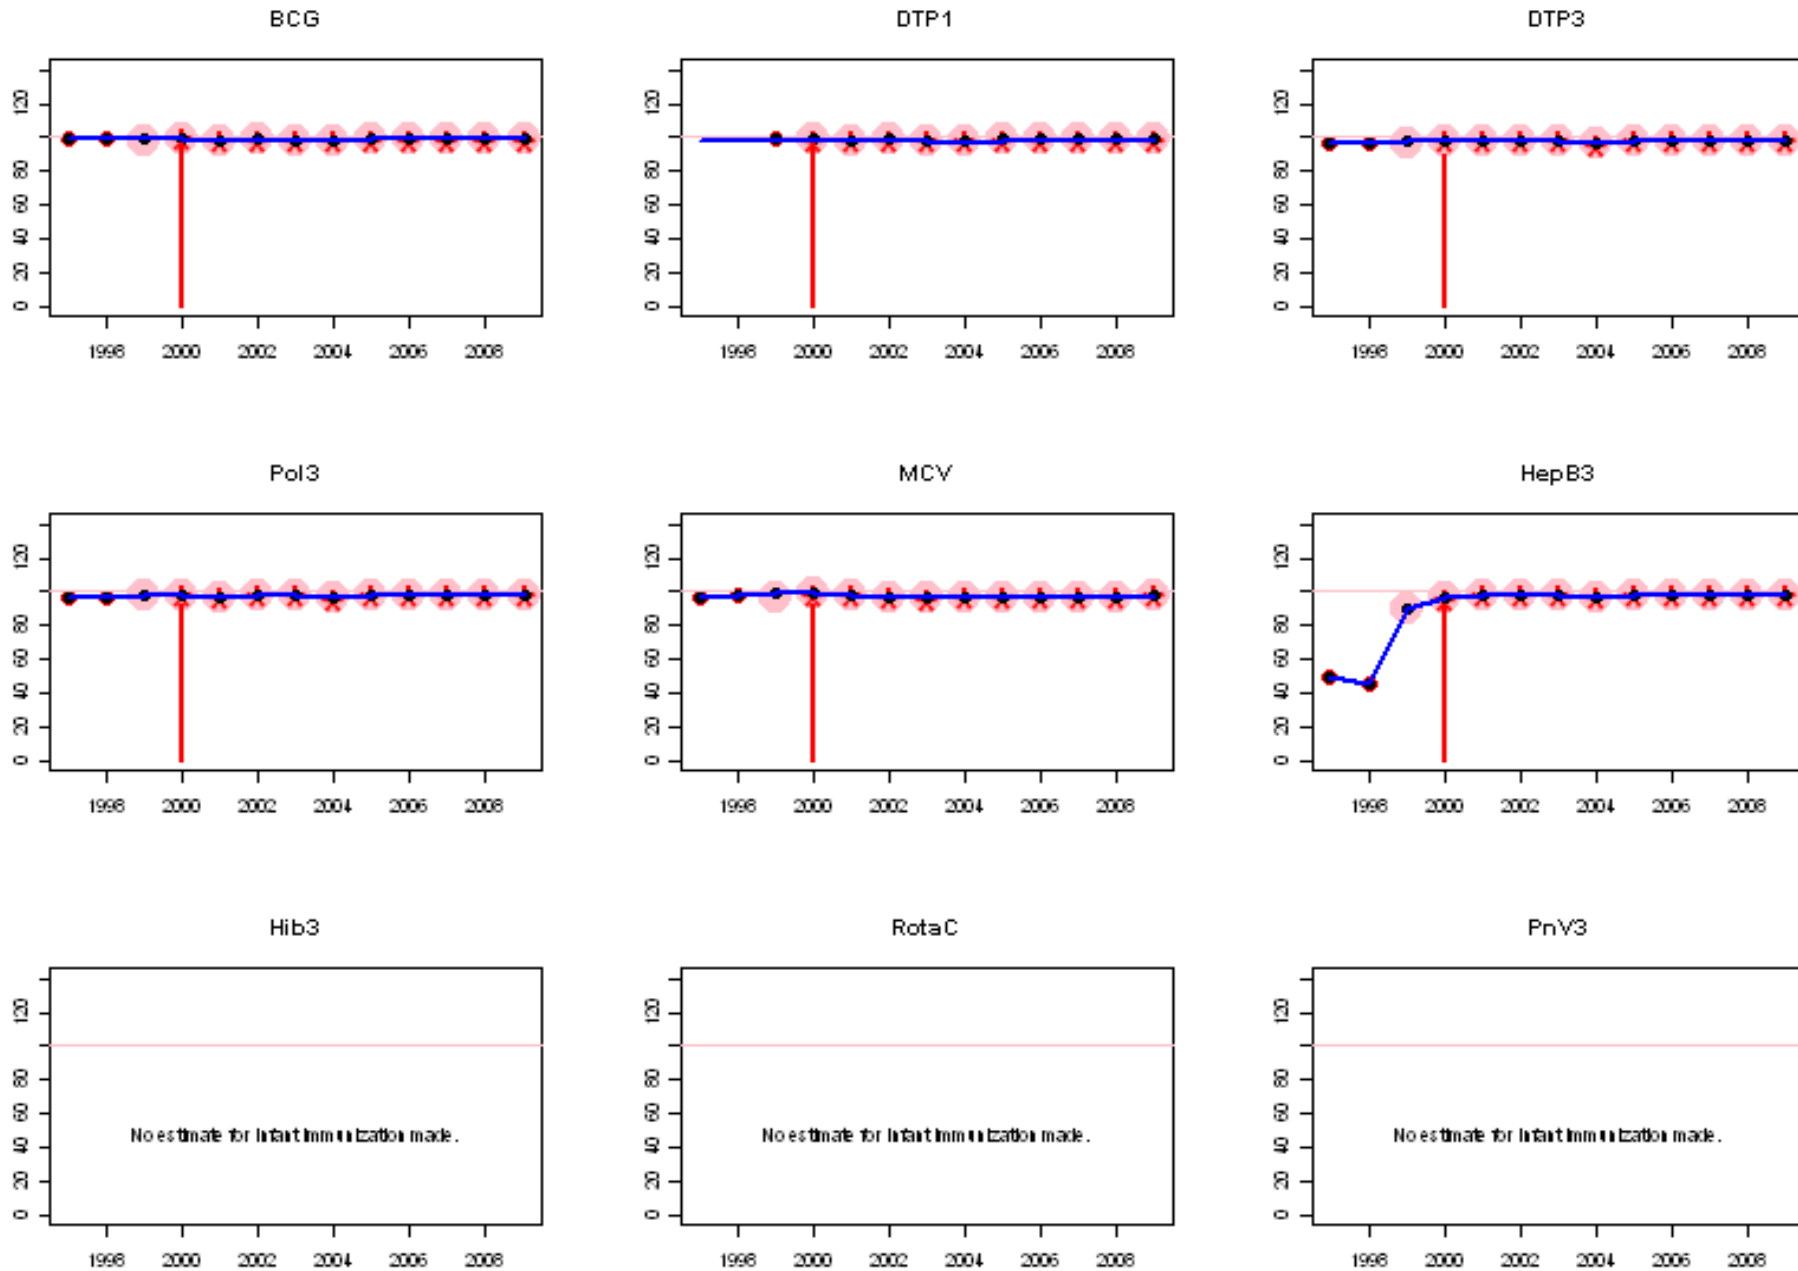 BCG DTP1 DTP3
120 120 120
80 80 80
60 60 60
40 40 40
20 20 20
0 0 0
1998 2000 2002 2004 2006 2008 1998 2000 2002 2004 2006 2008 1998 2000 2002 2004 2006 2008
Pol3 MCV HepB3
120 120 120
80 80 80
60 60 60
40 40 40
20 20 20
0 0 0
1998 2000 2002 2004 2006 2008 1998 2000 2002 2004 2006 2008 1998 2000 2002 2004 2006 2008
Hib3 RotaC PnV3
120 120 120
80 80 80
60 60 60
No estimate for infant immunization made. No estimate for infant immunization made. No estimate for infant immunization made.
40 40 40
20 20 20
0 0 0
1998 2000 2002 2004 2006 2008 1998 2000 2002 2004 2006 2008 1998 2000 2002 2004 2006 2008